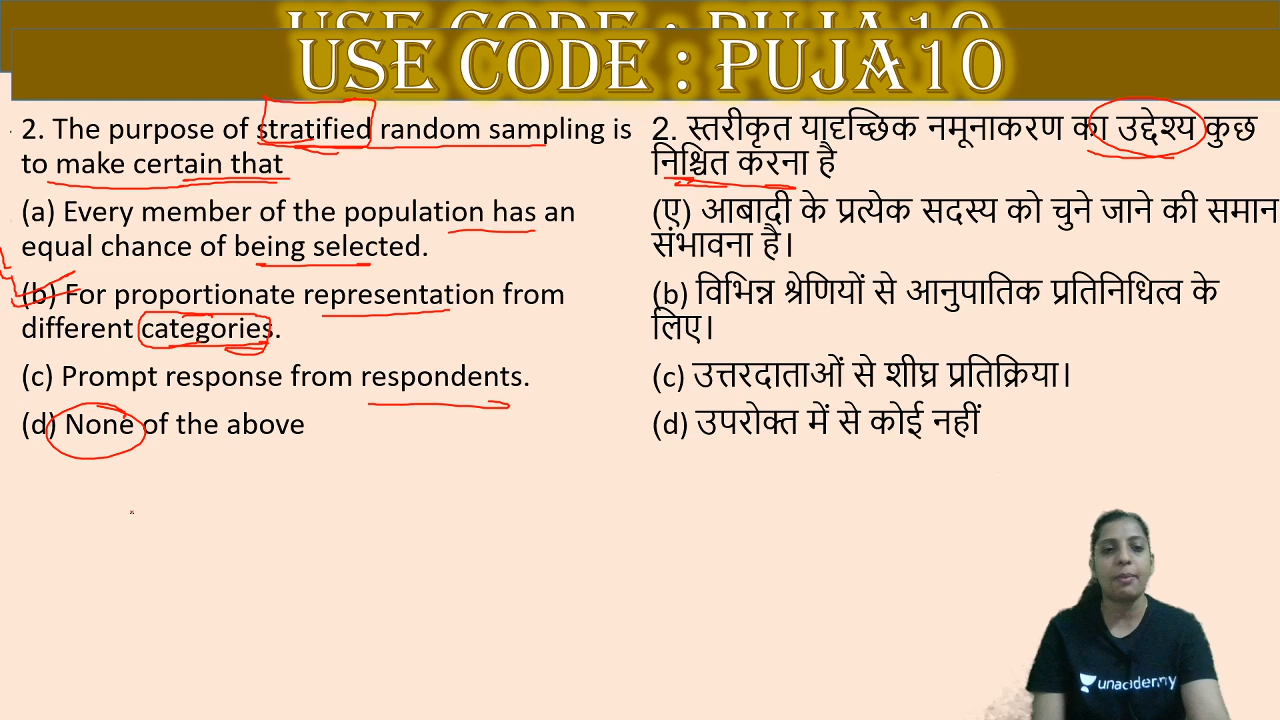 USE CODE : PUJA10
USE CODE : PUJA10
2. The purpose of stratified random sampling is
to make certain that
(a) Every member of the population has an
equal chance of being selected.
(b) For proportionate representation from
different categories.
(c) Prompt response from respondents.
(d) None of the above
2. स्तरीकृत यादृच्छिक नमूनाकरण का उद्देश्य कुछ
निश्चित करना है
(ए) आबादी के प्रत्येक सदस्य को चुने जाने की समान
संभावना है।
(b) विभिन्न श्रेणियों से आनुपातिक प्रतिनिधित्व के
लिए।
(c) उत्तरदाताओं से शीघ्र प्रतिक्रिया।
(d) उपरोक्त में से कोई नहीं
unacademy